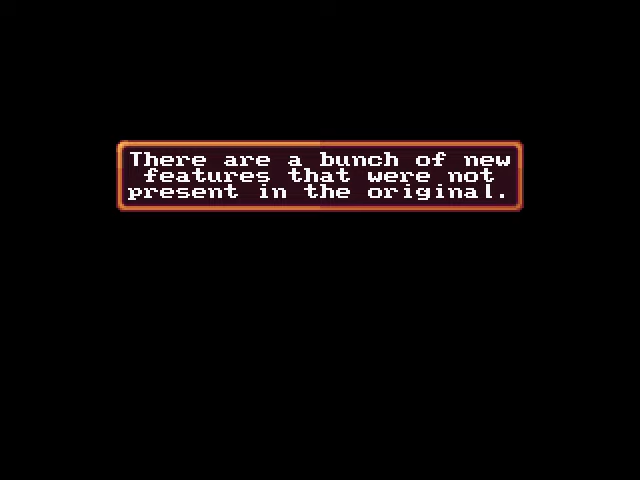 There are a bunch of new
features that were not
present in the original.